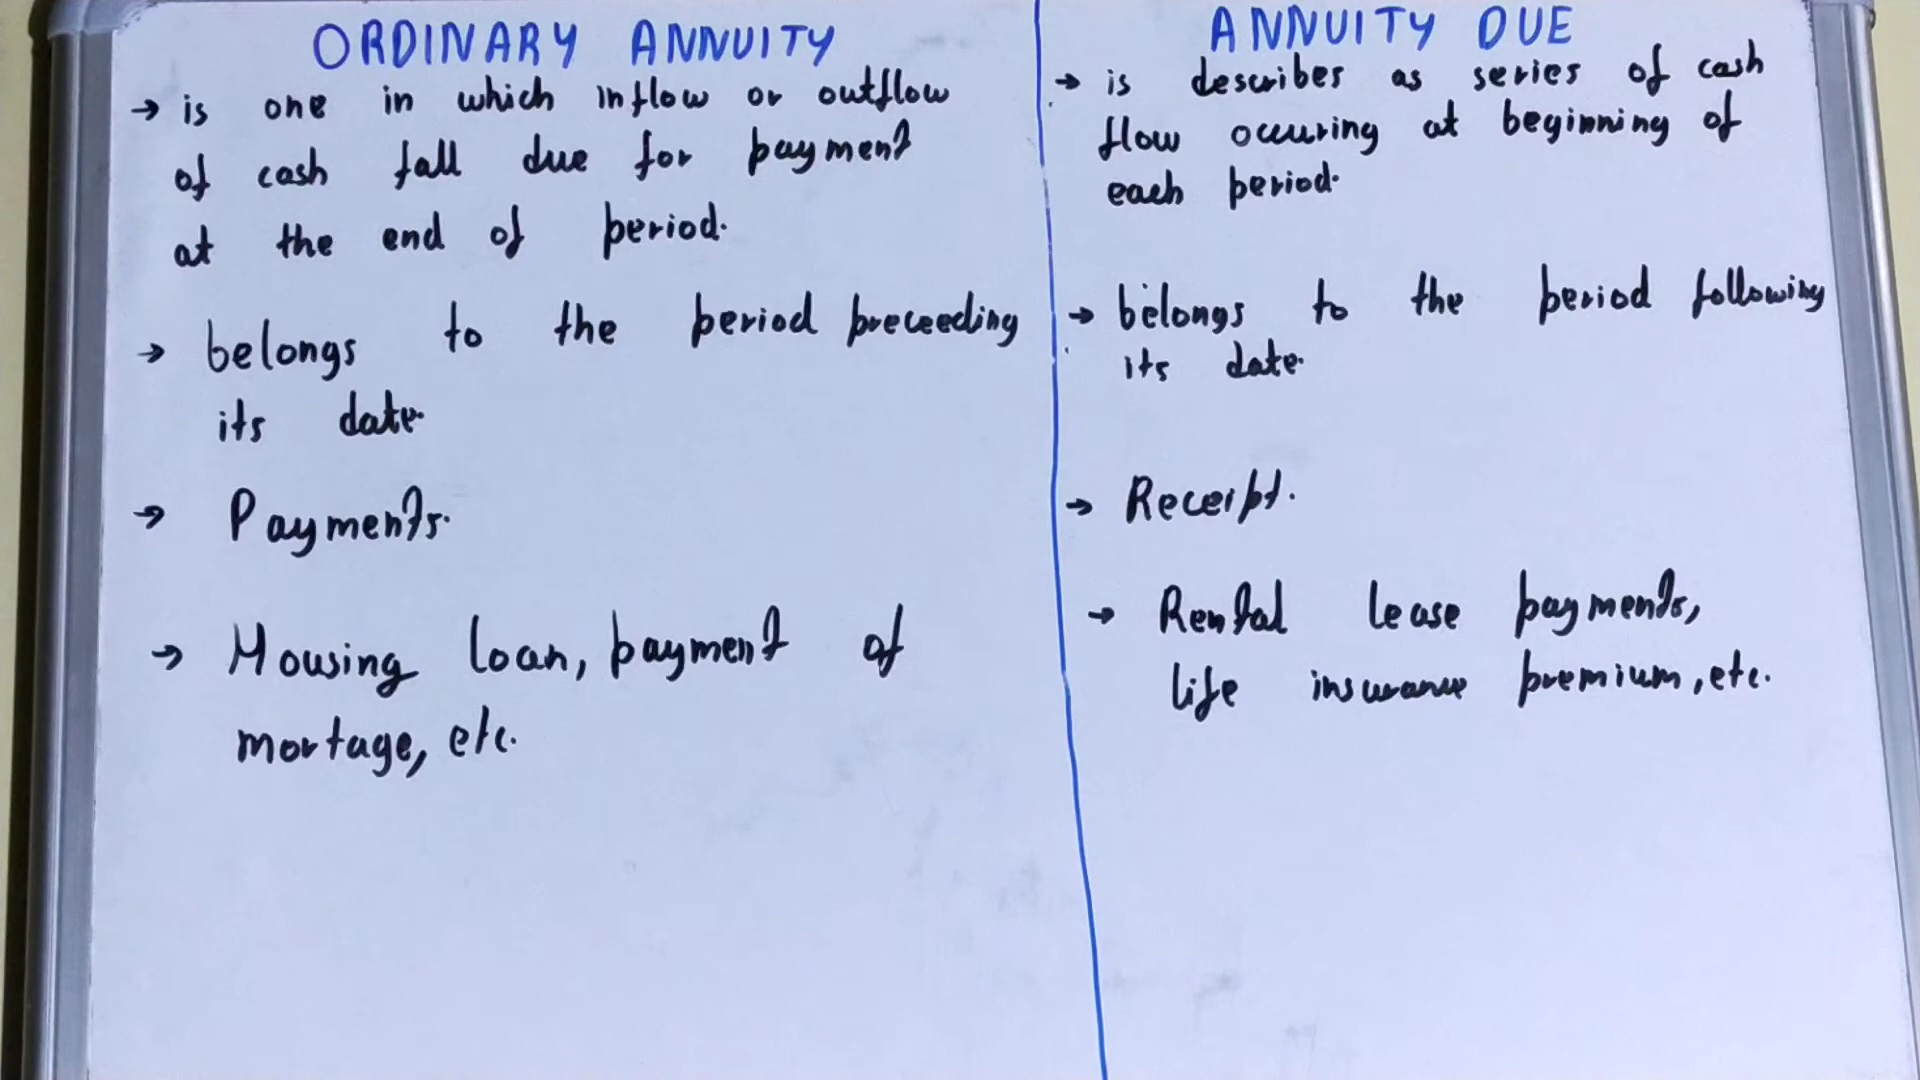 ORDINARY ANNUITY
→ is one in which inflow or outflow
of cash fall due for payment
at the end of period.
→ belongs to the period preceeding
its date.
→ Payments.
→ Housing loan, payment of
mortage, etc.
ANNUITY DUE
→ is describes as series of cash
flow occuring at beginning of
each period.
→ belongs to the period following
its date.
→ Receipt.
→ Rental lease payments,
life insurance premium, etc.